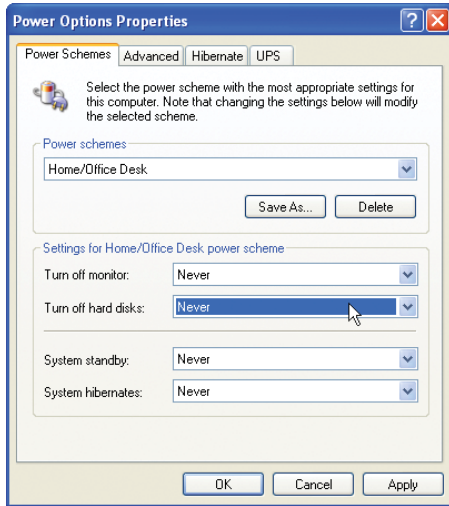 Power Options Properties
Power Schemes Advanced Hibernate UPS
Select the power scheme with the most appropriate settings for
this computer. Note that changing the settings below will modify
the selected scheme.
Power schemes
Home/Office Desk
Save As... Delete
Settings for Home/Office Desk power scheme
Turn off monitor: Never
Turn off hard disks: Never
System standby: Never
System hibernates: Never
OK Cancel Apply